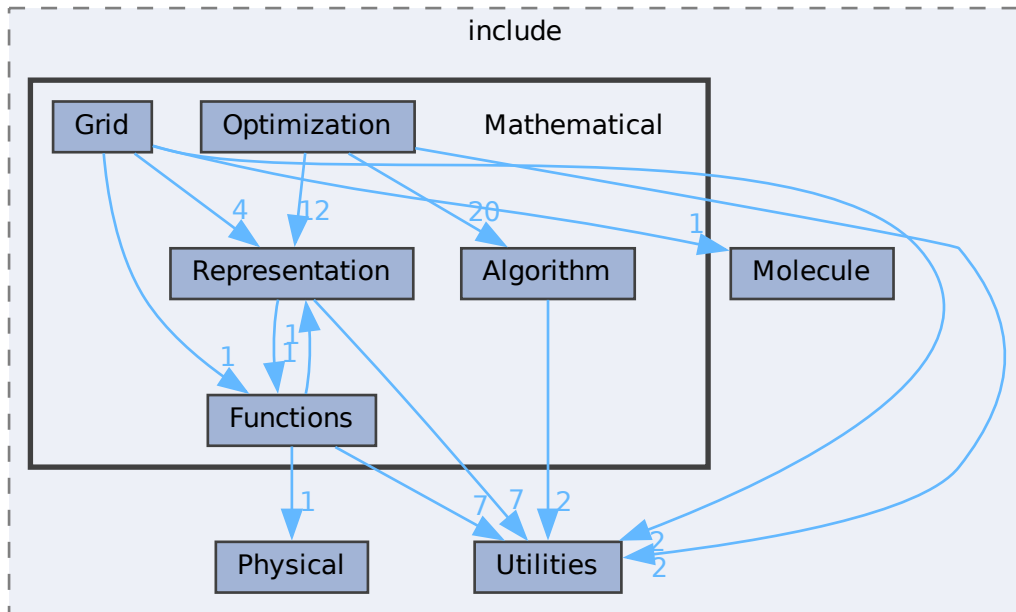 include
Grid
Optimization
Mathematical
4
12
20
1
Representation
Algorithm
Molecule
1
1
1
Functions
1
7
7
2
2
2
Physical
Utilities